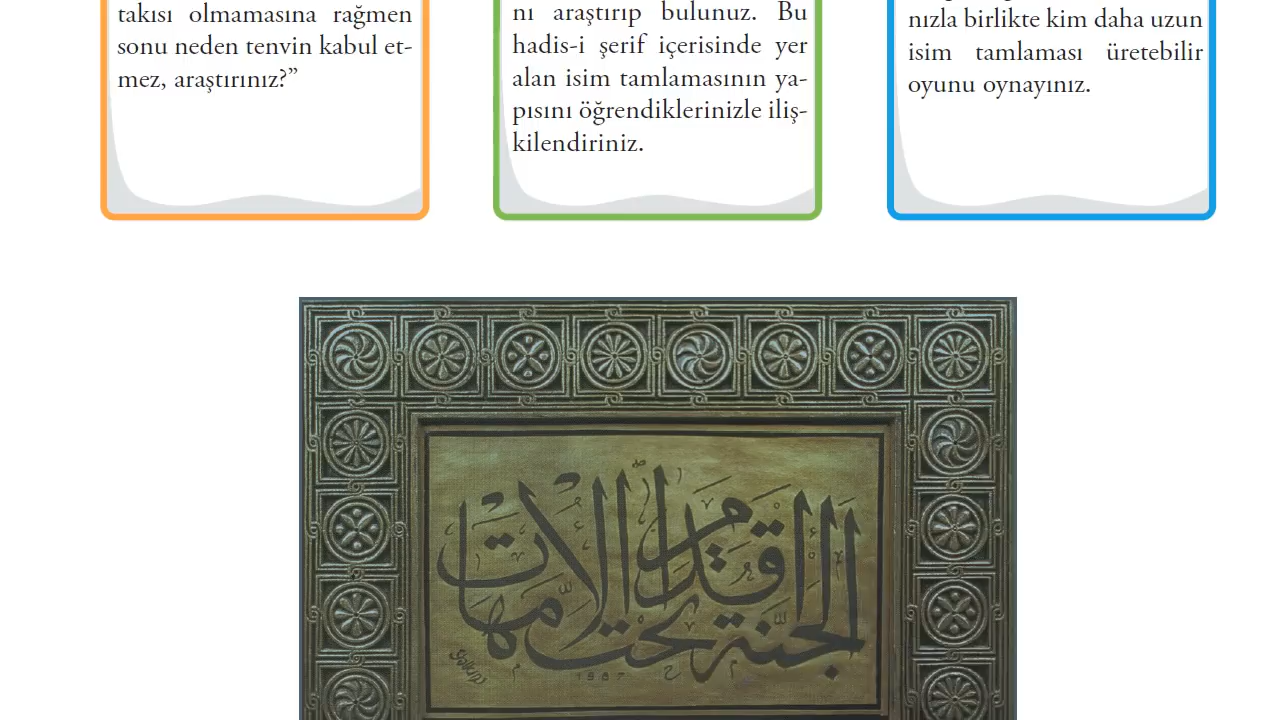 takısı olmamasına rağmen
sonu neden tenvin kabul et-
mez, araştırınız?”
nı araştırıp bulunuz. Bu
hadis-i şerif içerisinde yer
alan isim tamlamasının ya-
pısını öğrendiklerinizle iliş-
kilendiriniz.
nızla birlikte kim daha uzun
isim tamlaması üretebilir
oyunu oynayınız.
الجنة تحت اقدام الامهات
1987